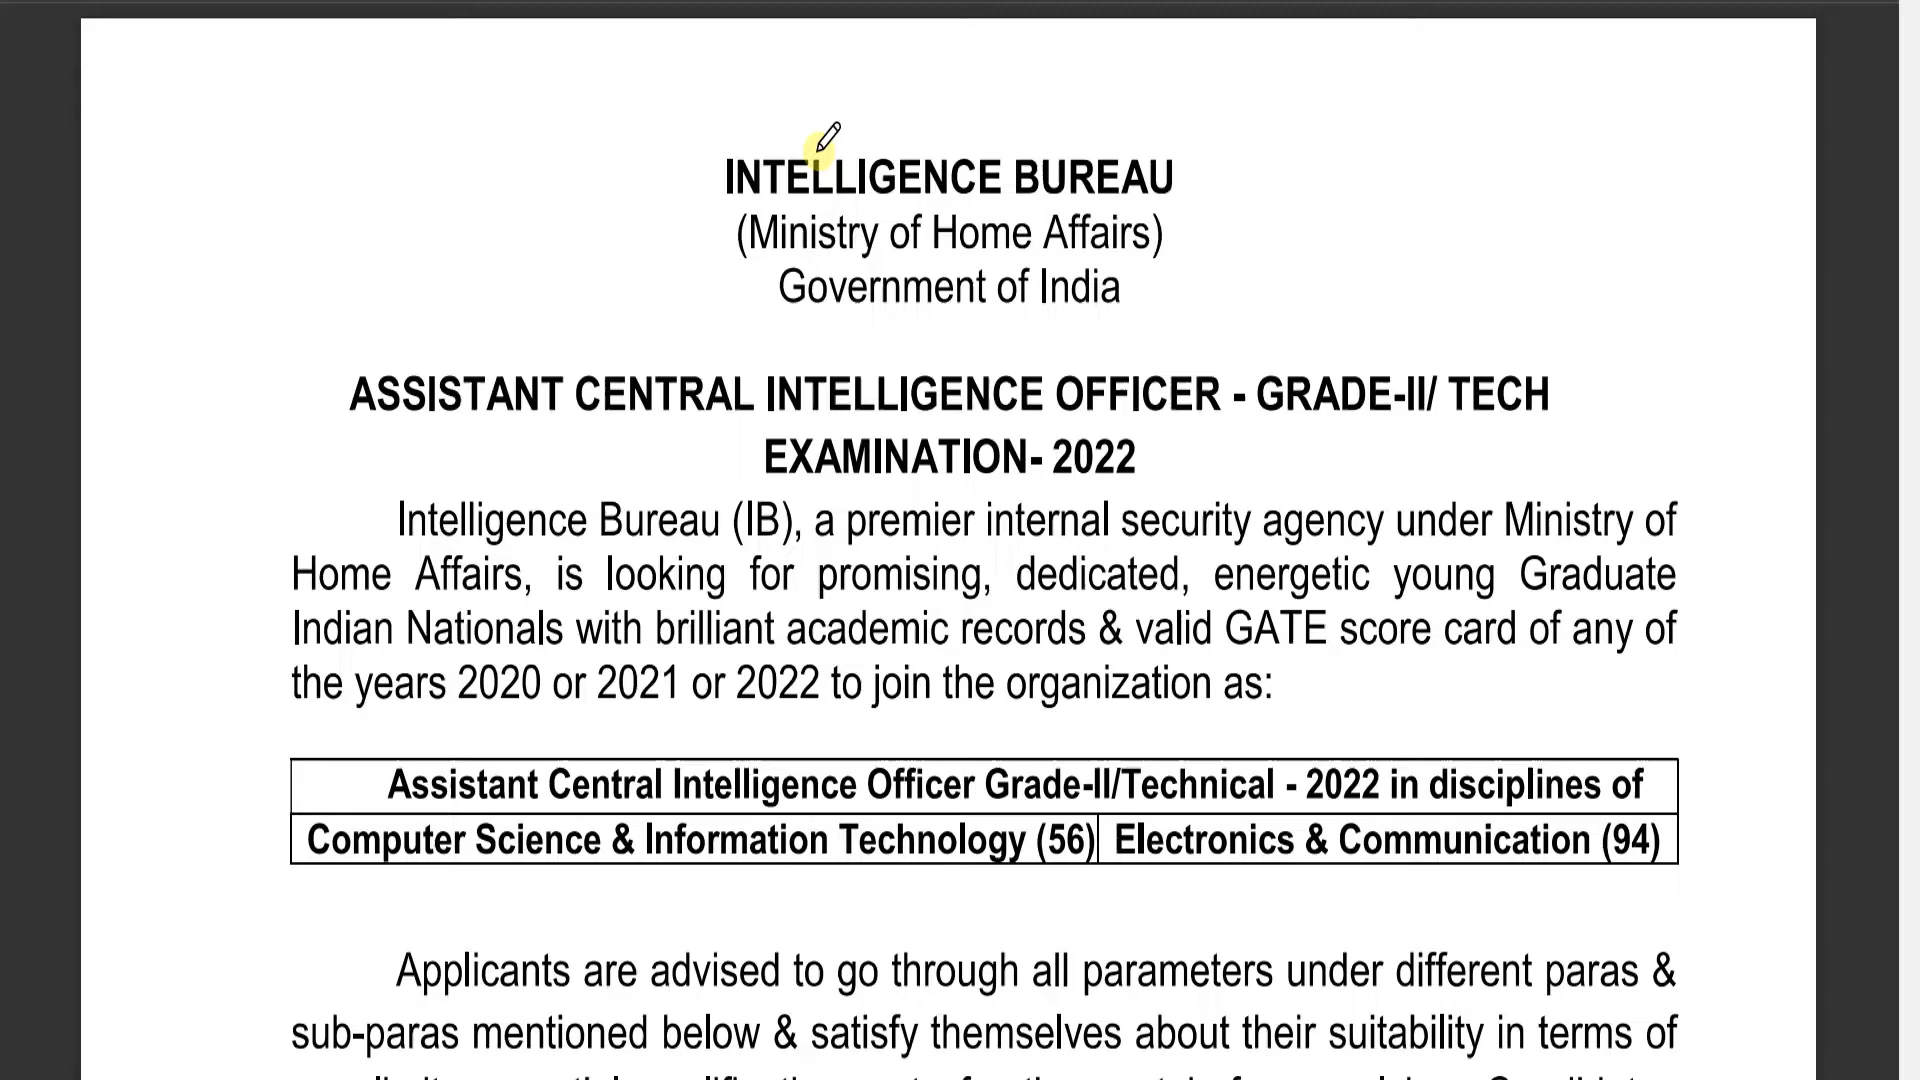 INTELLIGENCE BUREAU
(Ministry of Home Affairs)
Government of India
ASSISTANT CENTRAL INTELLIGENCE OFFICER - GRADE-II/ TECH
EXAMINATION- 2022
Intelligence Bureau (IB), a premier internal security agency under Ministry of
Home Affairs, is looking for promising, dedicated, energetic young Graduate
Indian Nationals with brilliant academic records & valid GATE score card of any of
the years 2020 or 2021 or 2022 to join the organization as:
Assistant Central Intelligence Officer Grade-II/Technical - 2022 in disciplines of
Computer Science & Information Technology (56) Electronics & Communication (94)
Applicants are advised to go through all parameters under different paras &
sub-paras mentioned below & satisfy themselves about their suitability in terms of